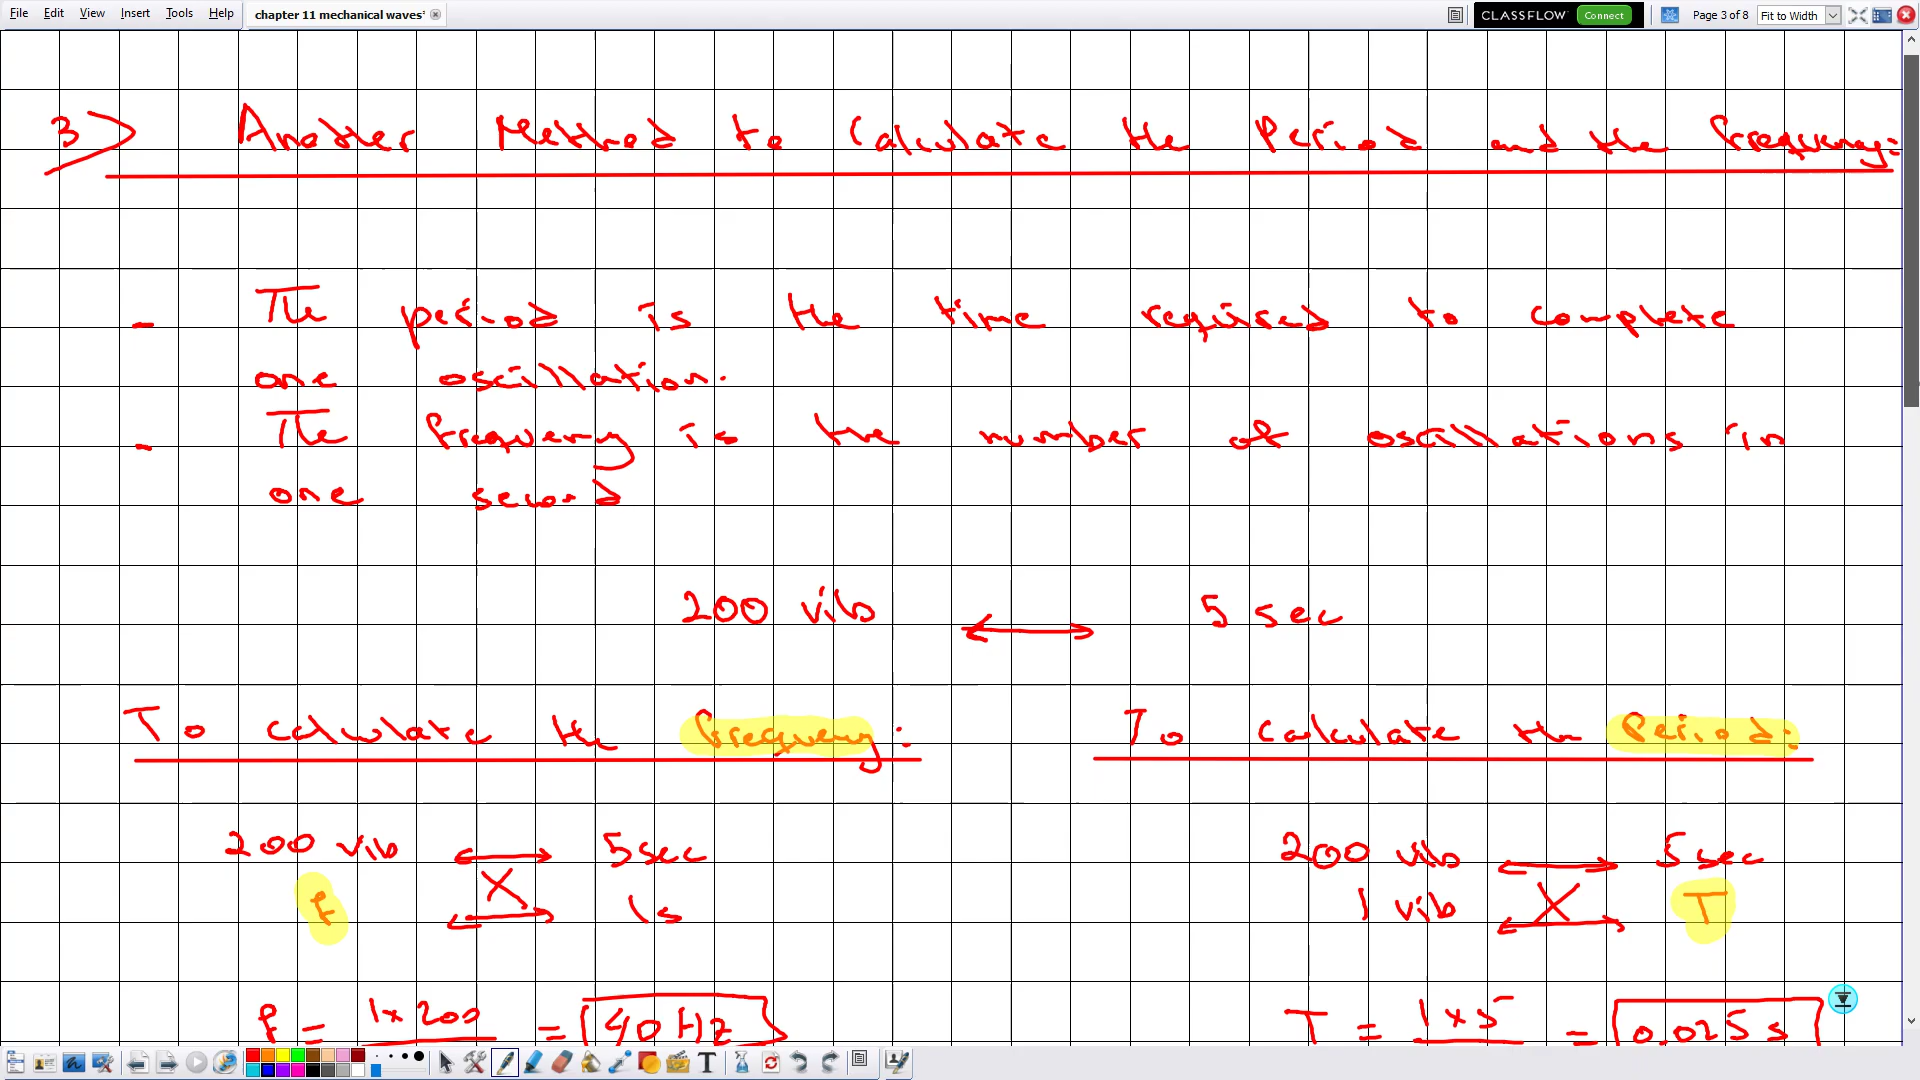 File Edit View Insert Tools Help chapter 11 mechanical waves' CLASSFLOW Connect Page 3 of 8 Fit to Width
3> Another Method to Calculate the Period and the frequency:
- The period is the time required to complete
one oscillation.
- The frequency is the number of oscillations in
one second
200 vib ↔ 5 sec
To calculate the frequency:
200 vib ↔ 5sec
f ↔ 1s
f = 1x200 = 40 Hz
To calculate the Period:
200 vib ↔ 5 sec
1 vib ↔ T
T = 1x5 = 0.025 s